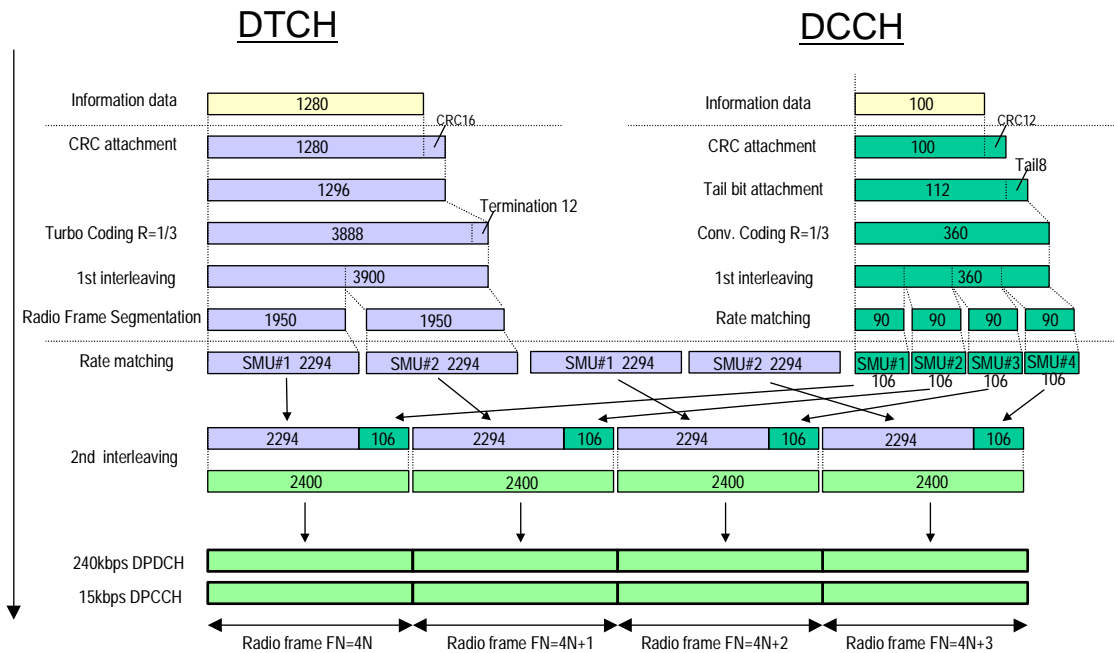 DTCH
DCCH
Information data
1280
Information data
100
CRC16
CRC12
CRC attachment
1280
CRC attachment
100
Tail8
1296
Tail bit attachment
112
Termination 12
Turbo Coding R=1/3
3888
Conv. Coding R=1/3
360
1st interleaving
3900
1st interleaving
360
Radio Frame Segmentation
1950
1950
Rate matching
90
90
90
90
Rate matching
SMU#1 2294
SMU#2 2294
SMU#1 2294
SMU#2 2294
SMU#1
SMU#2
SMU#3
SMU#4
106
106
106
106
2294
106
2294
106
2294
106
2294
106
2nd interleaving
2400
2400
2400
2400
240kbps DPDCH
15kbps DPCCH
Radio frame FN=4N
Radio frame FN=4N+1
Radio frame FN=4N+2
Radio frame FN=4N+3